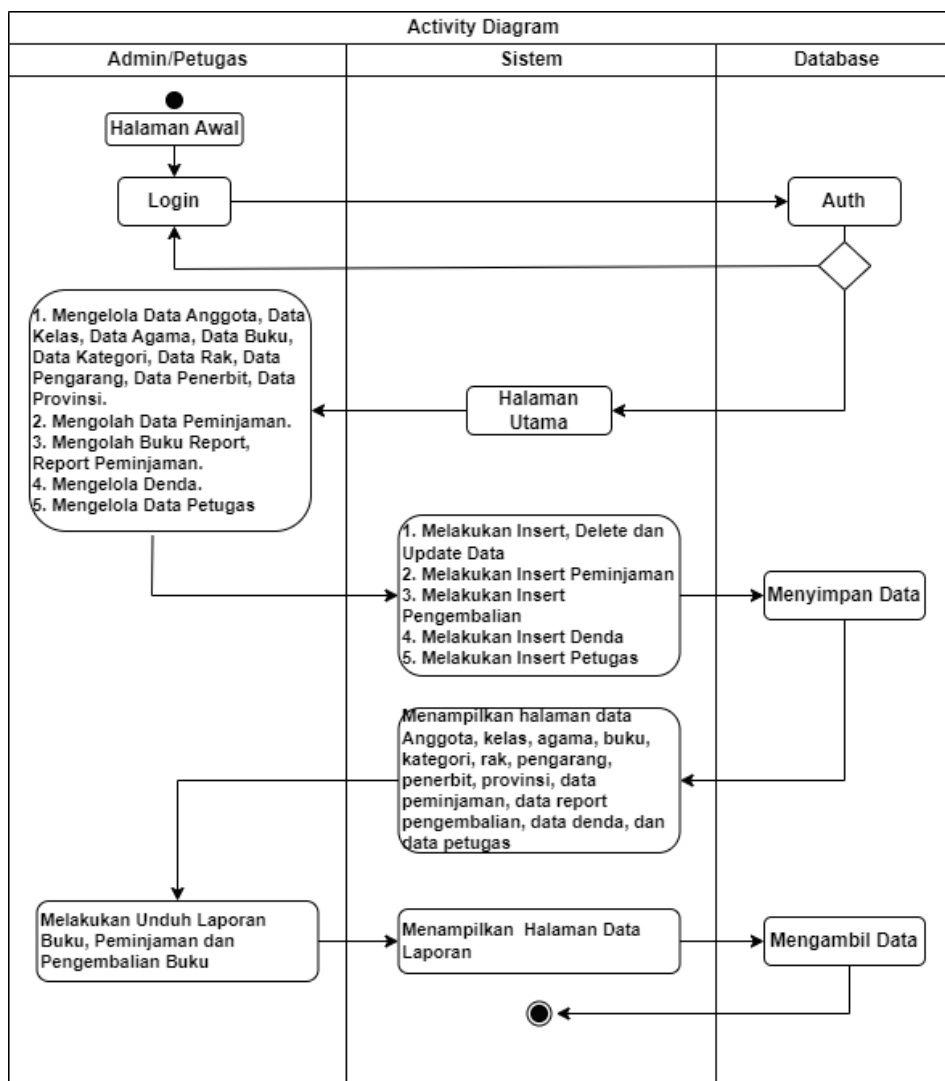 Activity Diagram
Admin/Petugas
Sistem
Database
Halaman Awal
Login
Auth
1. Mengelola Data Anggota, Data
Kelas, Data Agama, Data Buku,
Data Kategori, Data Rak, Data
Pengarang, Data Penerbit, Data
Provinsi.
2. Mengolah Data Peminjaman.
3. Mengolah Buku Report,
Report Peminjaman.
4. Mengelola Denda.
5. Mengelola Data Petugas
Halaman
Utama
1. Melakukan Insert, Delete dan
Update Data
2. Melakukan Insert Peminjaman
3. Melakukan Insert
Pengembalian
4. Melakukan Insert Denda
5. Melakukan Insert Petugas
Menyimpan Data
Menampilkan halaman data
Anggota, kelas, agama, buku,
kategori, rak, pengarang,
penerbit, provinsi, data
peminjaman, data report
pengembalian, data denda, dan
data petugas
Melakukan Unduh Laporan
Buku, Peminjaman dan
Pengembalian Buku
Menampilkan Halaman Data
Laporan
Mengambil Data